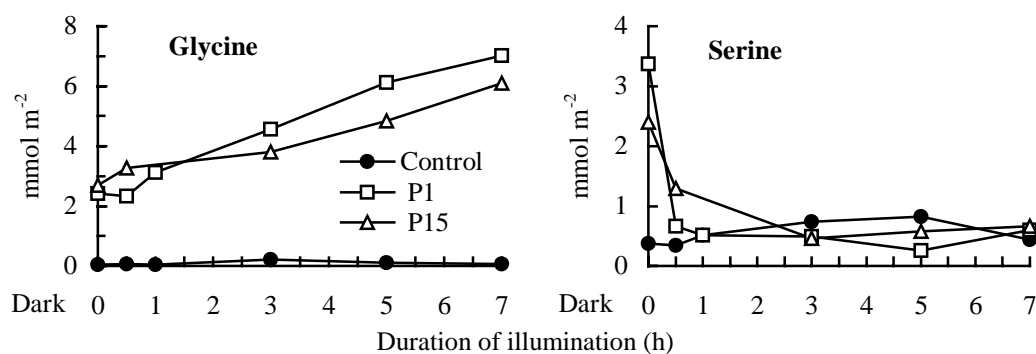 Glycine
Serine
mmol m-2
8
6
4
2
0
Control
P1
P15
Dark 0 1 2 3 4 5 6 7
mmol m-2
4
3
2
1
0
Dark 0 1 2 3 4 5 6 7
Duration of illumination (h)